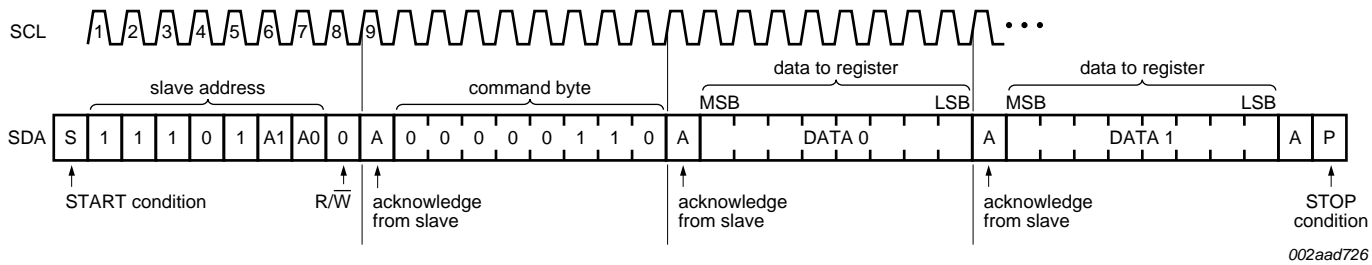 SCL 1 2 3 4 5 6 7 8 9 •••
slave address command byte data to register data to register
MSB LSB MSB LSB
SDA S 1 1 1 0 1 A1 A0 0 A 0 0 0 0 0 1 1 0 A DATA 0 A DATA 1 A P
START condition R/W̅ acknowledge from slave acknowledge from slave acknowledge from slave STOP condition
002aad726